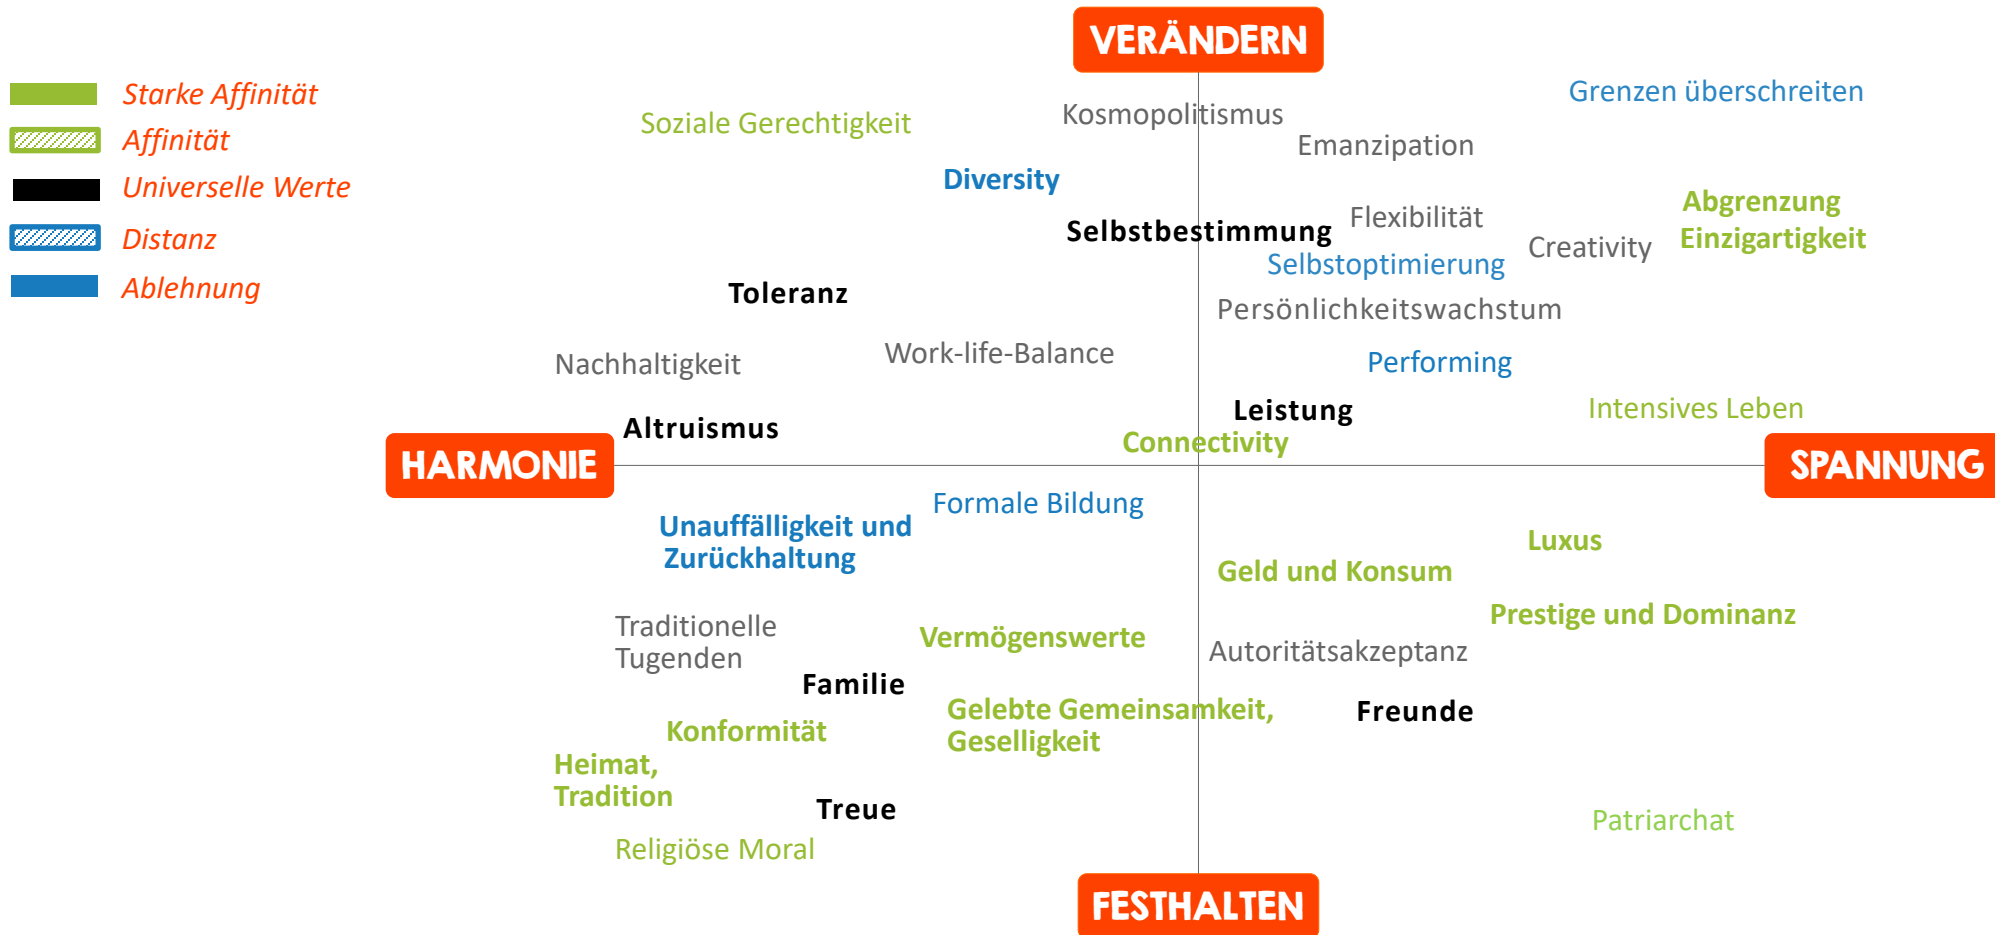 VERÄNDERN
Starke Affinität
Affinität
Universelle Werte
Distanz
Ablehnung
Grenzen überschreiten
Kosmopolitismus
Soziale Gerechtigkeit
Emanzipation
Diversity
Abgrenzung
Einzigartigkeit
Flexibilität
Selbstbestimmung
Creativity
Selbstoptimierung
Toleranz
Persönlichkeitswachstum
Work-life-Balance
Nachhaltigkeit
Performing
Leistung
Intensives Leben
Altruismus
Connectivity
HARMONIE
SPANNUNG
Formale Bildung
Unauffälligkeit und
Zurückhaltung
Luxus
Geld und Konsum
Prestige und Dominanz
Traditionelle
Tugenden
Vermögenswerte
Autoritätsakzeptanz
Familie
Gelebte Gemeinsamkeit,
Geselligkeit
Freunde
Konformität
Heimat,
Tradition
Treue
Patriarchat
Religiöse Moral
FESTHALTEN